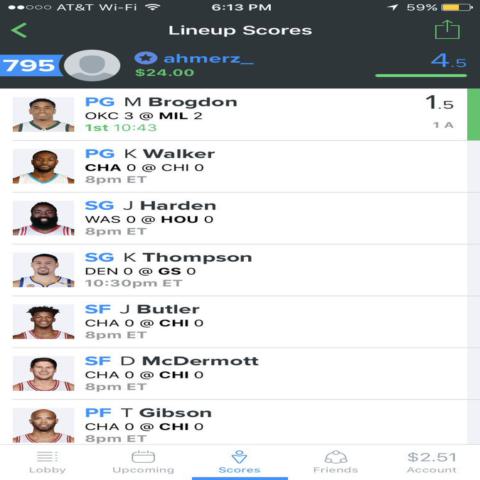 AT&T Wi-Fi 6:13 PM 59%
Lineup Scores
795 ahmerz_ 4.5
$24.00
PG M Brogdon 1.5
OKC 3 @ MIL 2 1 A
1st 10:43
PG K Walker
CHA 0 @ CHI 0
8pm ET
SG J Harden
WAS 0 @ HOU 0
8pm ET
SG K Thompson
DEN 0 @ GS 0
10:30pm ET
SF J Butler
CHA 0 @ CHI 0
8pm ET
SF D McDermott
CHA 0 @ CHI 0
8pm ET
PF T Gibson
CHA 0 @ CHI 0
8pm ET
Lobby Upcoming Scores Friends $2.51 Account